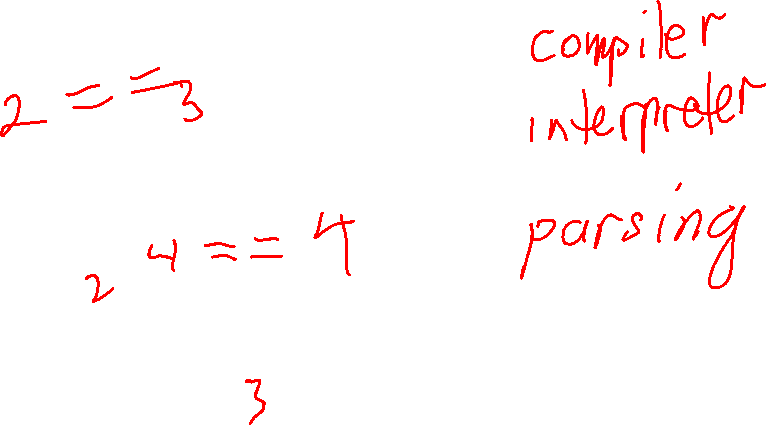 2 == 3
4 == 4
2
3
compiler
interpreter
parsing